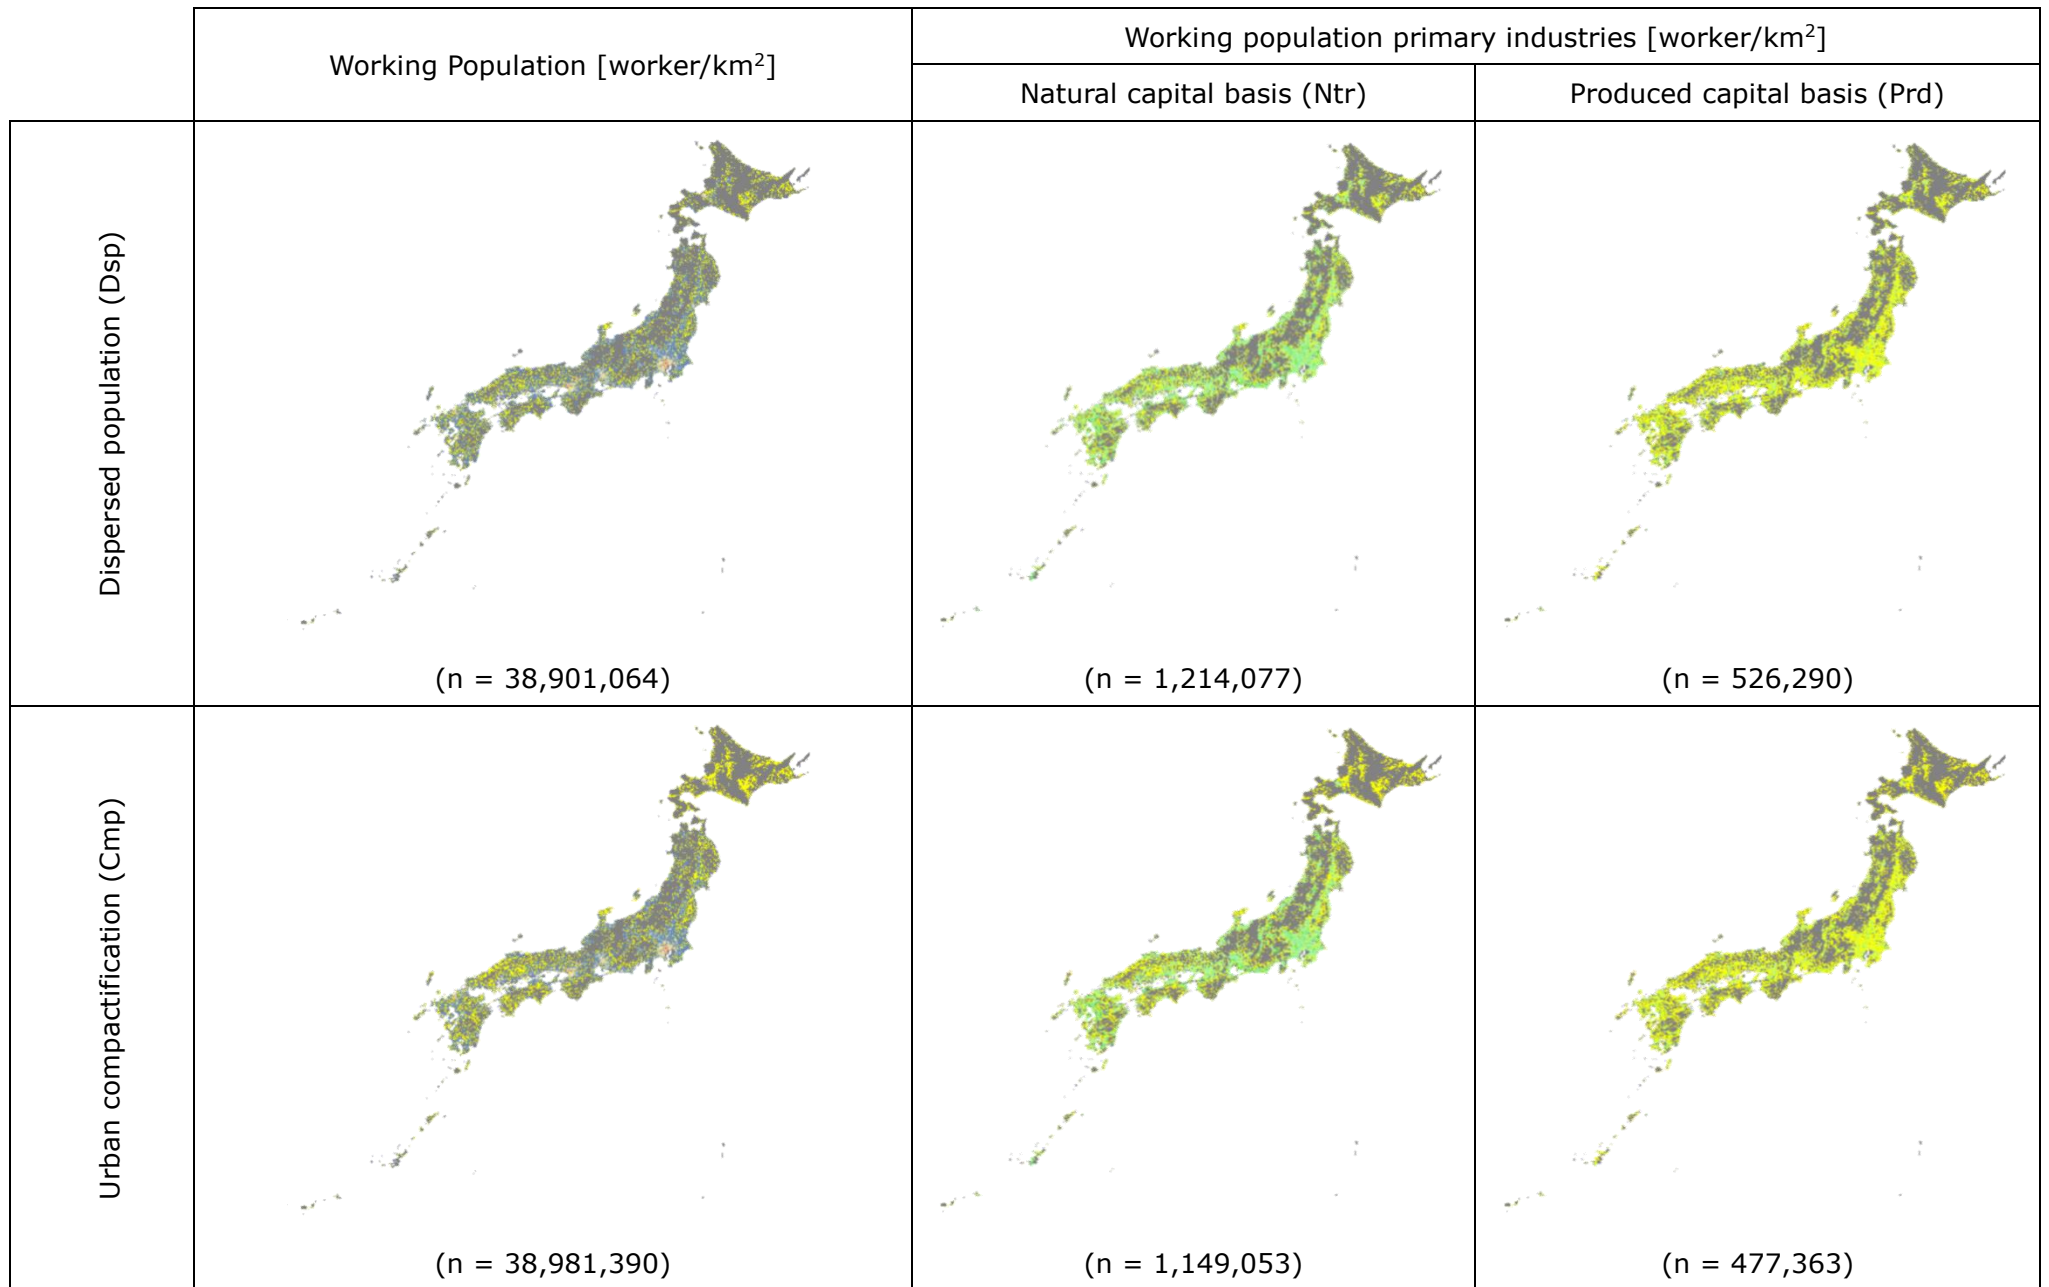 Working Population [worker/km²]
Working population primary industries [worker/km²]
Natural capital basis (Ntr)
Produced capital basis (Prd)
Dispersed population (Dsp)
(n = 38,901,064)
(n = 1,214,077)
(n = 526,290)
Urban compactification (Cmp)
(n = 38,981,390)
(n = 1,149,053)
(n = 477,363)